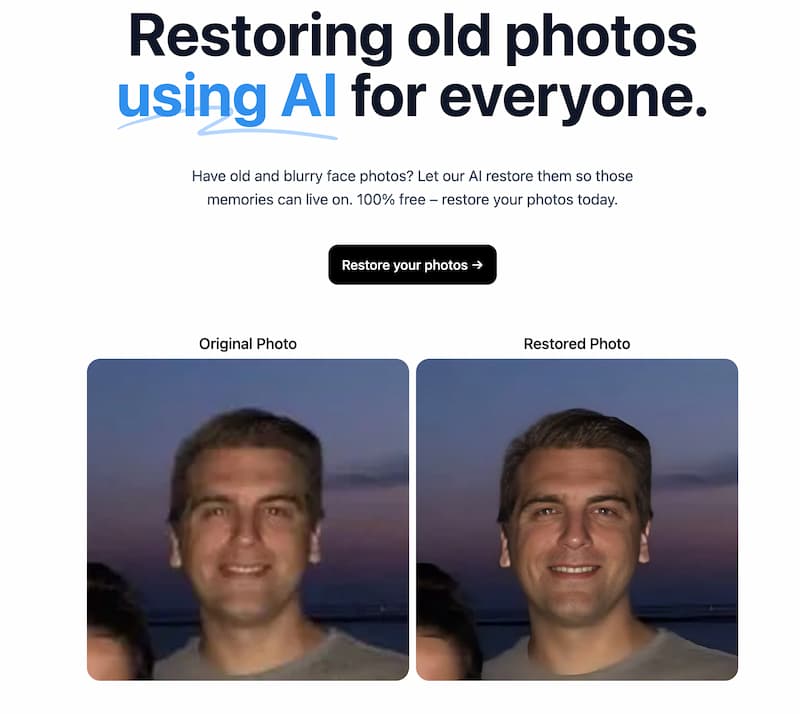 Restoring old photos
using AI for everyone.
Have old and blurry face photos? Let our AI restore them so those
memories can live on. 100% free – restore your photos today.
Restore your photos →
Original Photo
Restored Photo